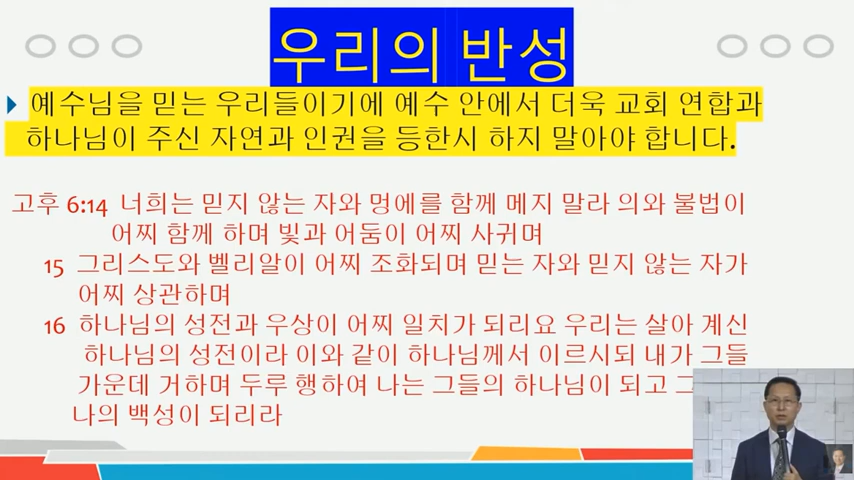 우리의 반성
예수님을 믿는 우리들이기에 예수 안에서 더욱 교회 연합과
하나님이 주신 자연과 인권을 등한시 하지 말아야 합니다.
고후 6:14 너희는 믿지 않는 자와 멍에를 함께 메지 말라 의와 불법이
어찌 함께 하며 빛과 어둠이 어찌 사귀며
15 그리스도와 벨리알이 어찌 조화되며 믿는 자와 믿지 않는 자가
어찌 상관하며
16 하나님의 성전과 우상이 어찌 일치가 되리요 우리는 살아 계신
하나님의 성전이라 이와 같이 하나님께서 이르시되 내가 그들
가운데 거하며 두루 행하여 나는 그들의 하나님이 되고
나의 백성이 되리라